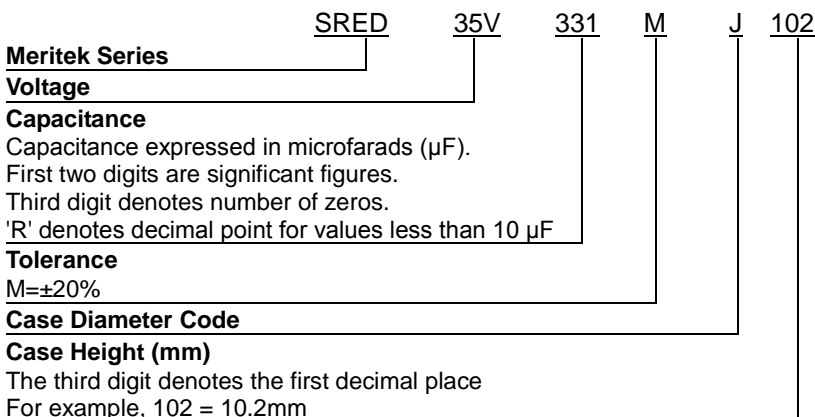 SRED 35V 331 M J 102
Meritek Series
Voltage
Capacitance
Capacitance expressed in microfarads (µF).
First two digits are significant figures.
Third digit denotes number of zeros.
'R' denotes decimal point for values less than 10 µF
Tolerance
M=±20%
Case Diameter Code
Case Height (mm)
The third digit denotes the first decimal place
For example, 102 = 10.2mm